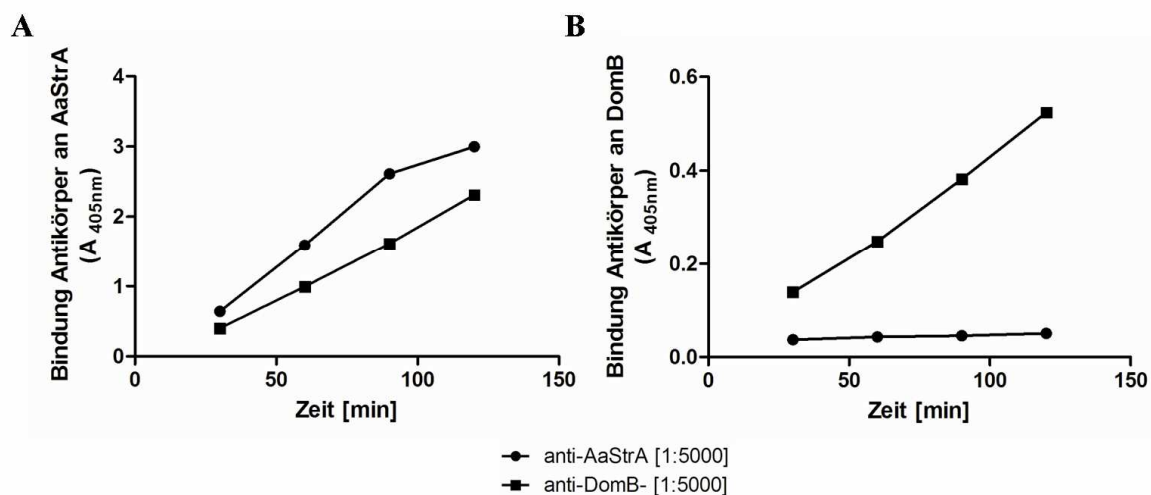 A
Bindung Antikörper an AaStrA
(A 405nm)
4
3
2
1
0
0
50
100
150
Zeit [min]
B
Bindung Antikörper an DomB
(A 405nm)
0.6
0.4
0.2
0.0
0
50
100
150
Zeit [min]
anti-AaStrA [1:5000]
anti-DomB- [1:5000]